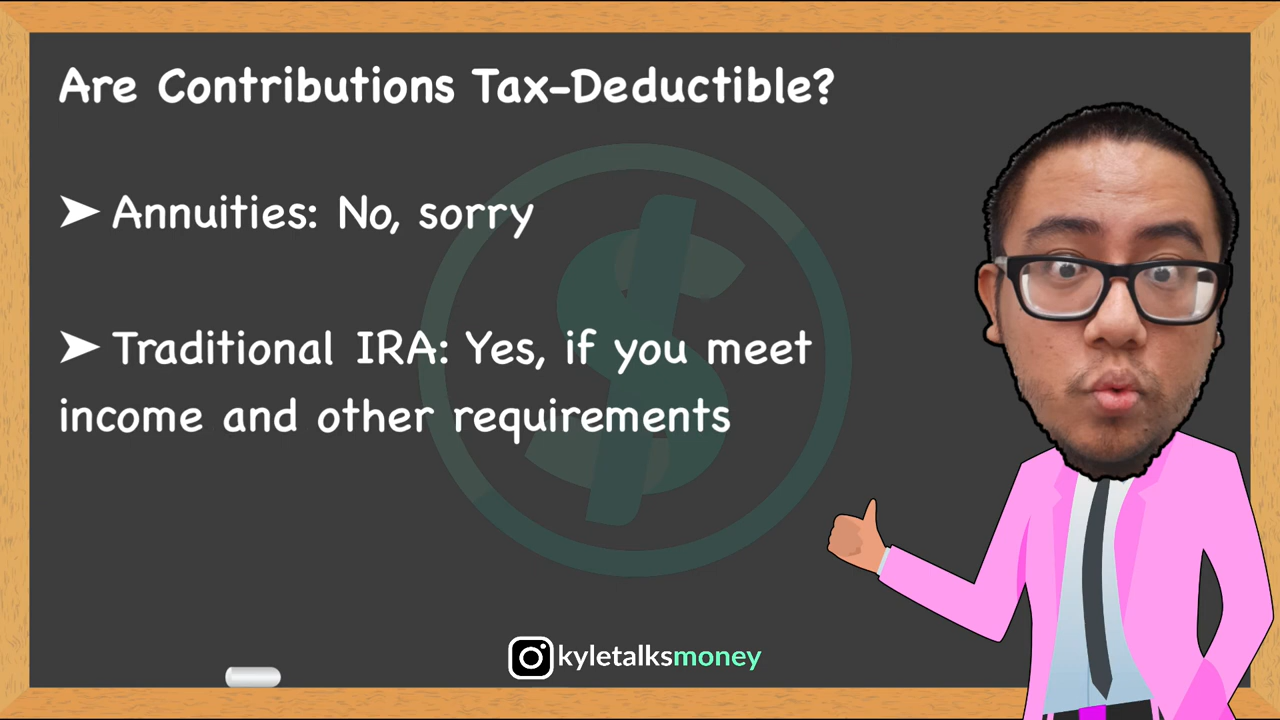 Are Contributions Tax-Deductible?
➤ Annuities: No, sorry
➤ Traditional IRA: Yes, if you meet
income and other requirements
kyletalksmoney